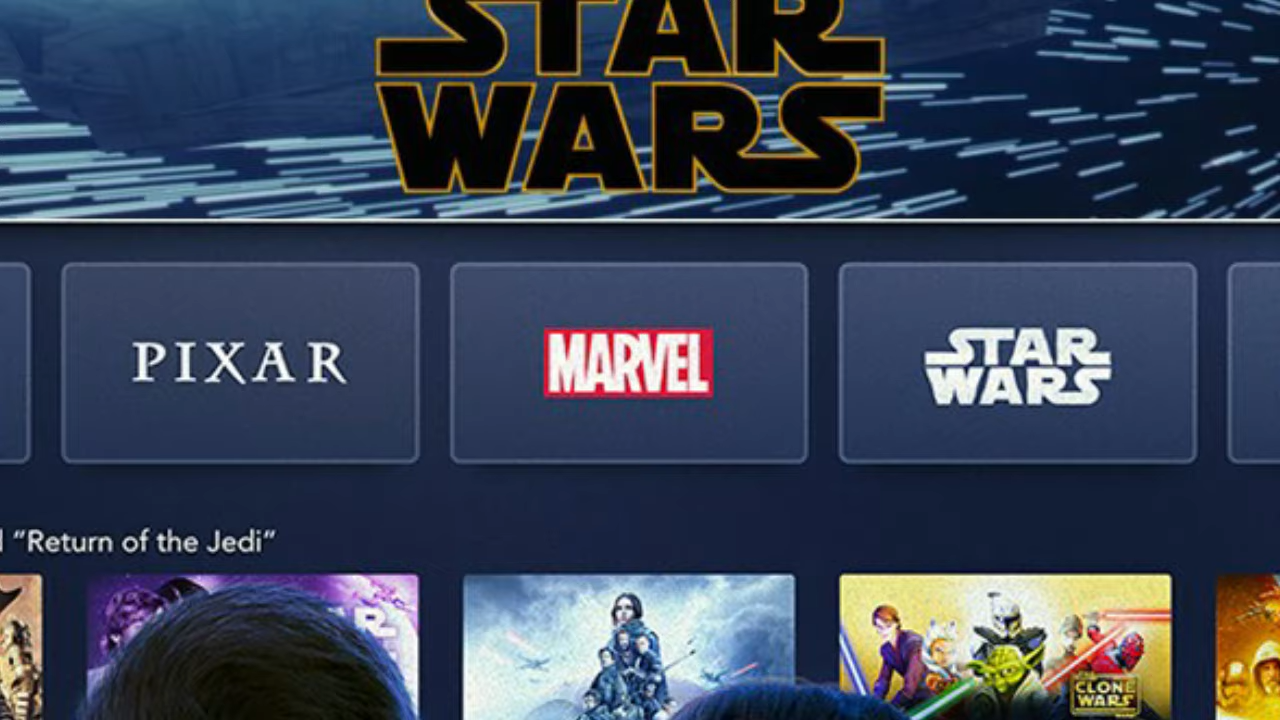 STAR
WARS
PIXAR
MARVEL
STAR
WARS
"Return of the Jedi"
CLONE
WARS